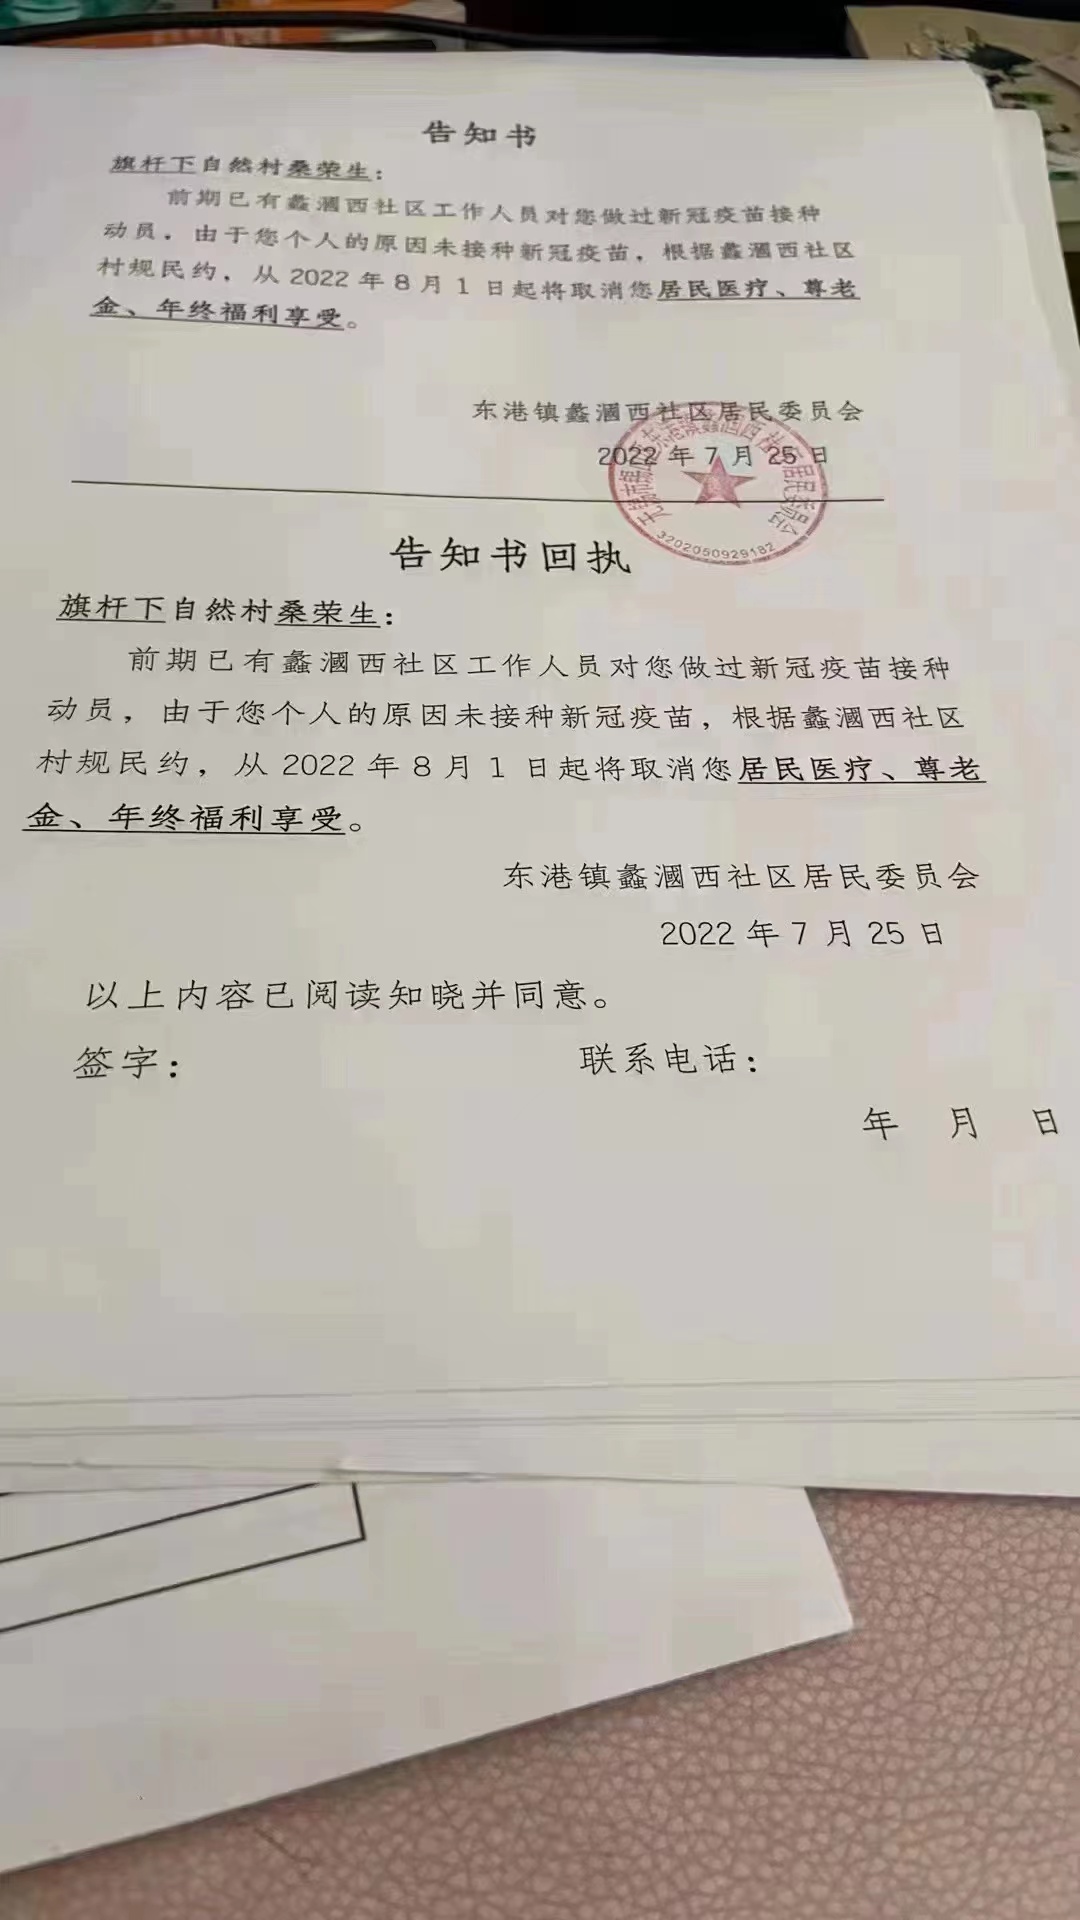 告知书
旗杆下自然村桑荣生：
前期已有蠡漍西社区工作人员对您做过新冠疫苗接种
动员，由于您个人的原因未接种新冠疫苗，根据蠡漍西社区
村规民约，从 2022 年 8 月 1 日起将取消您居民医疗、尊老
金、年终福利享受。
东港镇蠡漍西社区居民委员会
2022 年 7 月 25 日
3202050929182
告知书回执
旗杆下自然村桑荣生：
前期已有蠡漍西社区工作人员对您做过新冠疫苗接种
动员，由于您个人的原因未接种新冠疫苗，根据蠡漍西社区
村规民约，从 2022 年 8 月 1 日起将取消您居民医疗、尊老
金、年终福利享受。
东港镇蠡漍西社区居民委员会
2022 年 7 月 25 日
以上内容已阅读知晓并同意。
签字： 联系电话：
年 月 日